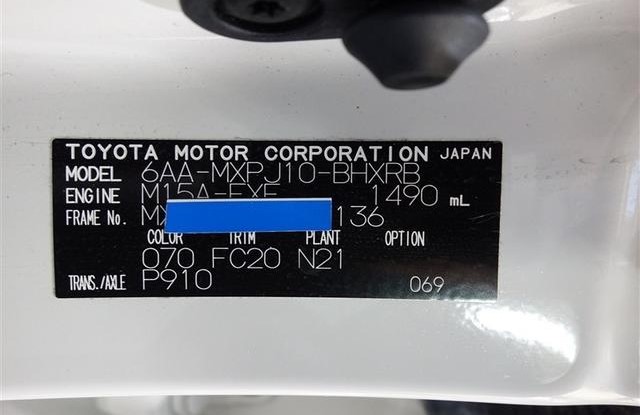 TOYOTA MOTOR CORPORATION JAPAN
MODEL 6AA-MXPJ10-BHXRB
ENGINE M15A-FXE 1490 mL
FRAME No. MX 136
COLOR TRIM PLANT OPTION
070 FC20 N21
TRANS./AXLE P910 069